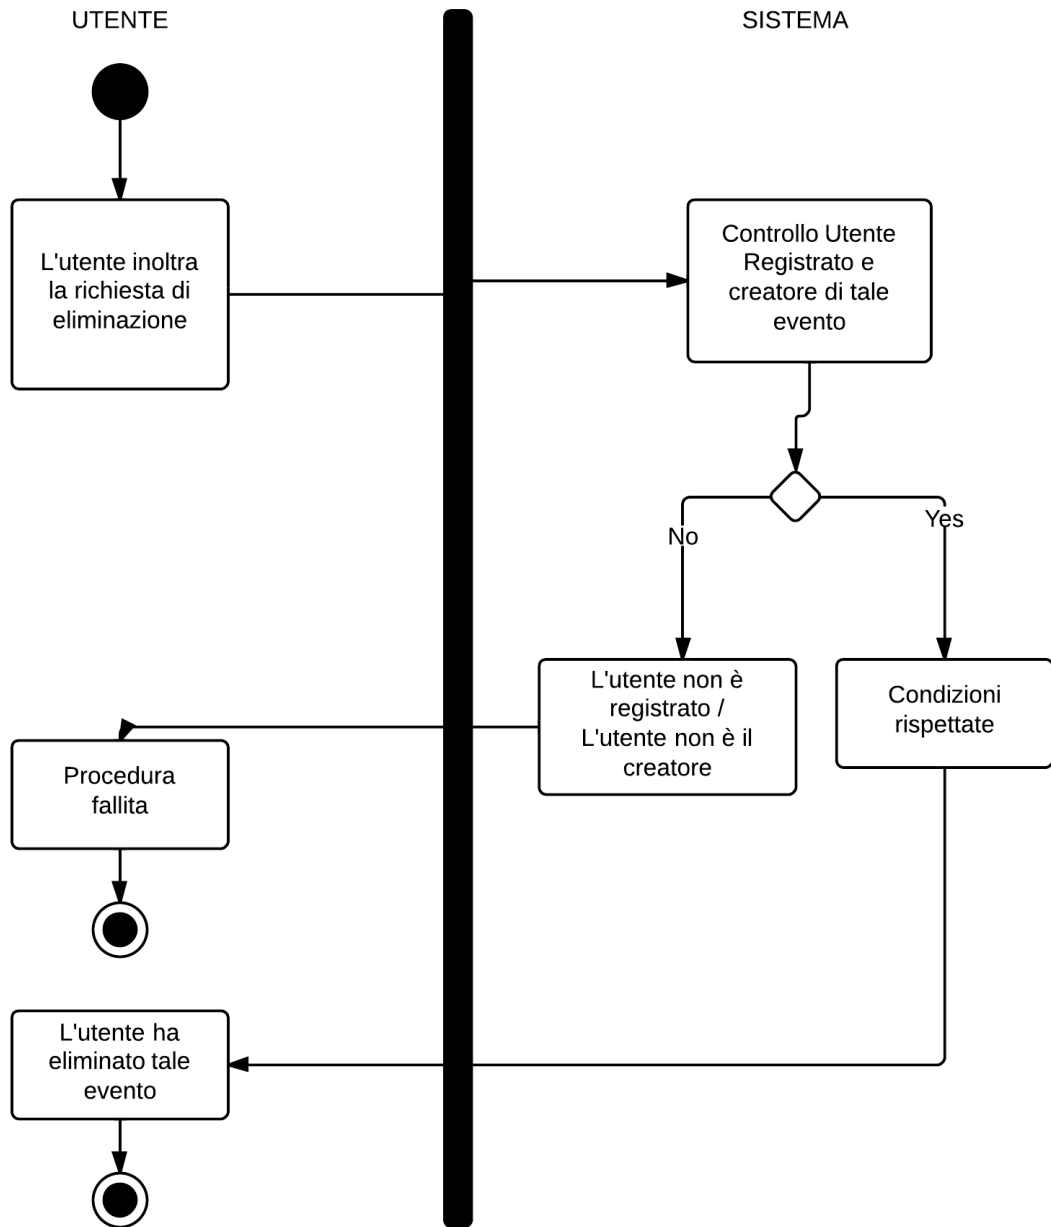 UTENTE
SISTEMA
L'utente inoltra
la richiesta di
eliminazione
Controllo Utente
Registrato e
creatore di tale
evento
No
Yes
L'utente non è
registrato /
L'utente non è il
creatore
Condizioni
rispettate
Procedura
fallita
L'utente ha
eliminato tale
evento